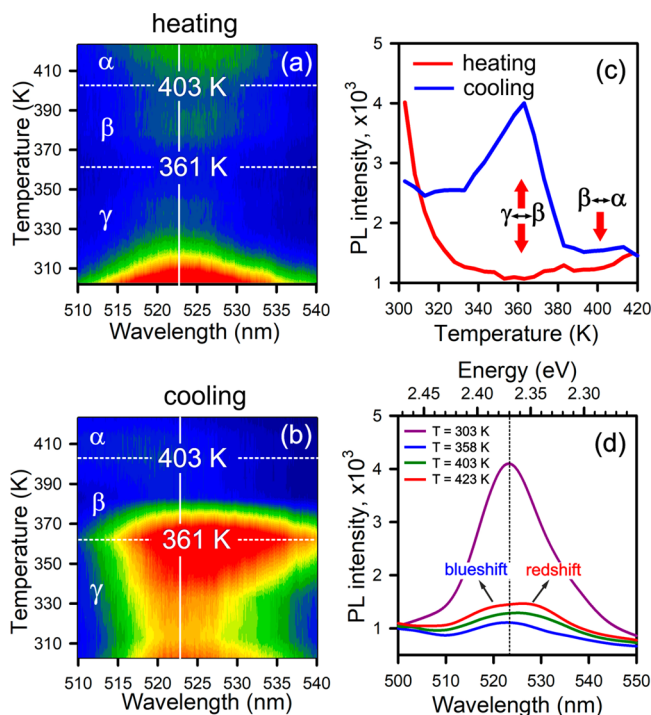 heating
(a)
α
403 K
β
361 K
γ
410
390
370
350
330
310
Temperature (K)
510 515 520 525 530 535 540
Wavelength (nm)
cooling
(b)
α
403 K
β
361 K
γ
410
390
370
350
330
310
Temperature (K)
510 515 520 525 530 535 540
Wavelength (nm)
(c)
heating
cooling
γ↔β
β↔α
5
4
3
2
1
PL intensity, x10³
300 320 340 360 380 400 420
Temperature (K)
Energy (eV)
2.45 2.40 2.35 2.30
(d)
T = 303 K
T = 358 K
T = 403 K
T = 423 K
blueshift
redshift
5
4
3
2
1
PL intensity, x10³
500 510 520 530 540 550
Wavelength (nm)